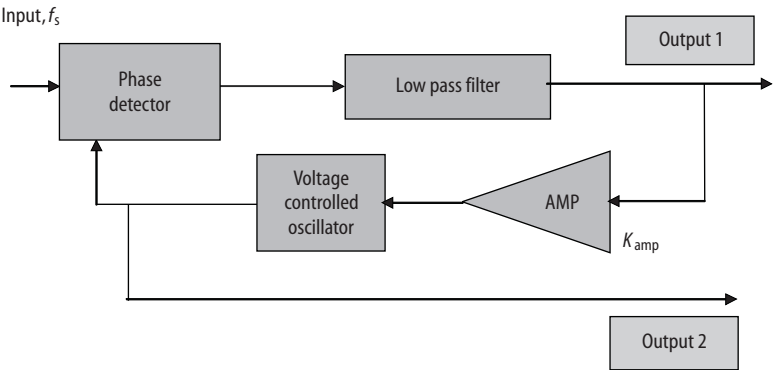 Input, fs
Output 1
Phase
detector
Low pass filter
Voltage
controlled
oscillator
AMP
Kamp
Output 2